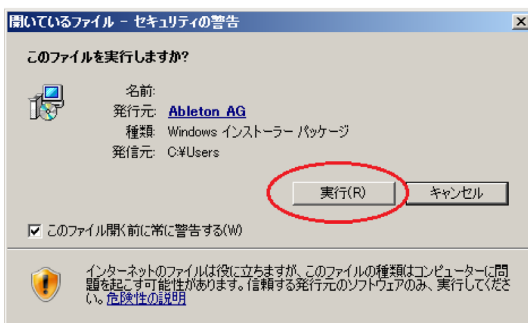 開いているファイル - セキュリティの警告
このファイルを実行しますか?
名前:
発行元: Ableton AG
種類: Windows インストーラー パッケージ
発信元: C:¥Users
実行(R)
キャンセル
このファイル開く前に常に警告する(W)
インターネットのファイルは役に立ちますが、このファイルの種類はコンピューターに問
題を起こす可能性があります。信頼する発行元のソフトウェアのみ、実行してくださ
い。危険性の説明